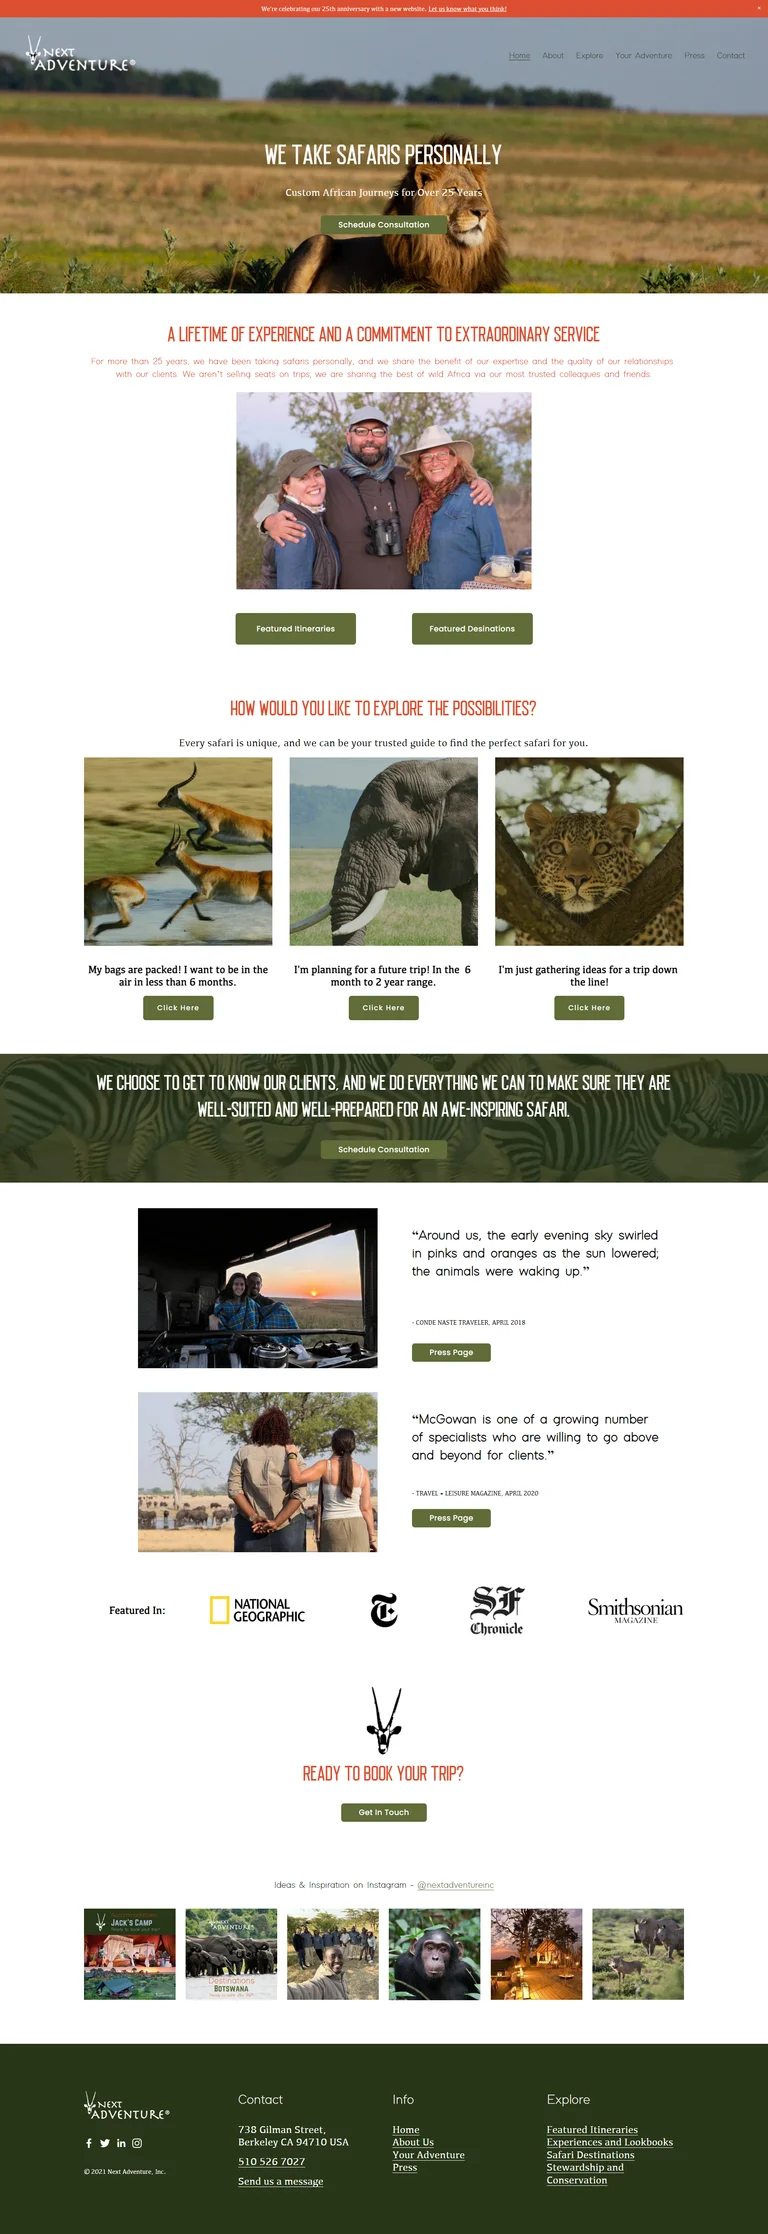 We're celebrating our 25th anniversary with a new website. Let us know what you think!
×
NEXT
ADVENTURE®
Home About Explore Your Adventure Press Contact
WE TAKE SAFARIS PERSONALLY
Custom African Journeys for Over 25 Years
Schedule Consultation
A LIFETIME OF EXPERIENCE AND A COMMITMENT TO EXTRAORDINARY SERVICE
For more than 25 years, we have been taking safaris personally, and we share the benefit of our expertise and the quality of our relationships
with our clients. We aren't selling seats on trips; we are sharing the best of wild Africa via our most trusted colleagues and friends.
Featured Itineraries
Featured Desinations
HOW WOULD YOU LIKE TO EXPLORE THE POSSIBILITIES?
Every safari is unique, and we can be your trusted guide to find the perfect safari for you.
My bags are packed! I want to be in the
air in less than 6 months.
Click Here
I'm planning for a future trip! In the 6
month to 2 year range.
Click Here
I'm just gathering ideas for a trip down
the line!
Click Here
WE CHOOSE TO GET TO KNOW OUR CLIENTS, AND WE DO EVERYTHING WE CAN TO MAKE SURE THEY ARE
WELL-SUITED AND WELL-PREPARED FOR AN AWE-INSPIRING SAFARI.
Schedule Consultation
“Around us, the early evening sky swirled
in pinks and oranges as the sun lowered;
the animals were waking up.”
- CONDE NASTE TRAVELER, APRIL 2018
Press Page
“McGowan is one of a growing number
of specialists who are willing to go above
and beyond for clients.”
- TRAVEL + LEISURE MAGAZINE, APRIL 2020
Press Page
Featured In:
NATIONAL
GEOGRAPHIC
T
SF
Chronicle
Smithsonian
MAGAZINE
READY TO BOOK YOUR TRIP?
Get In Touch
Ideas & Inspiration on Instagram - @nextadventureinc
JACK'S CAMP
NEXT
ADVENTURE®
Destinations
BOTSWANA
NEXT
ADVENTURE®
© 2021 Next Adventure, Inc.
Contact
738 Gilman Street,
Berkeley CA 94710 USA
510 526 7027
Send us a message
Info
Home
About Us
Your Adventure
Press
Explore
Featured Itineraries
Experiences and Lookbooks
Safari Destinations
Stewardship and
Conservation